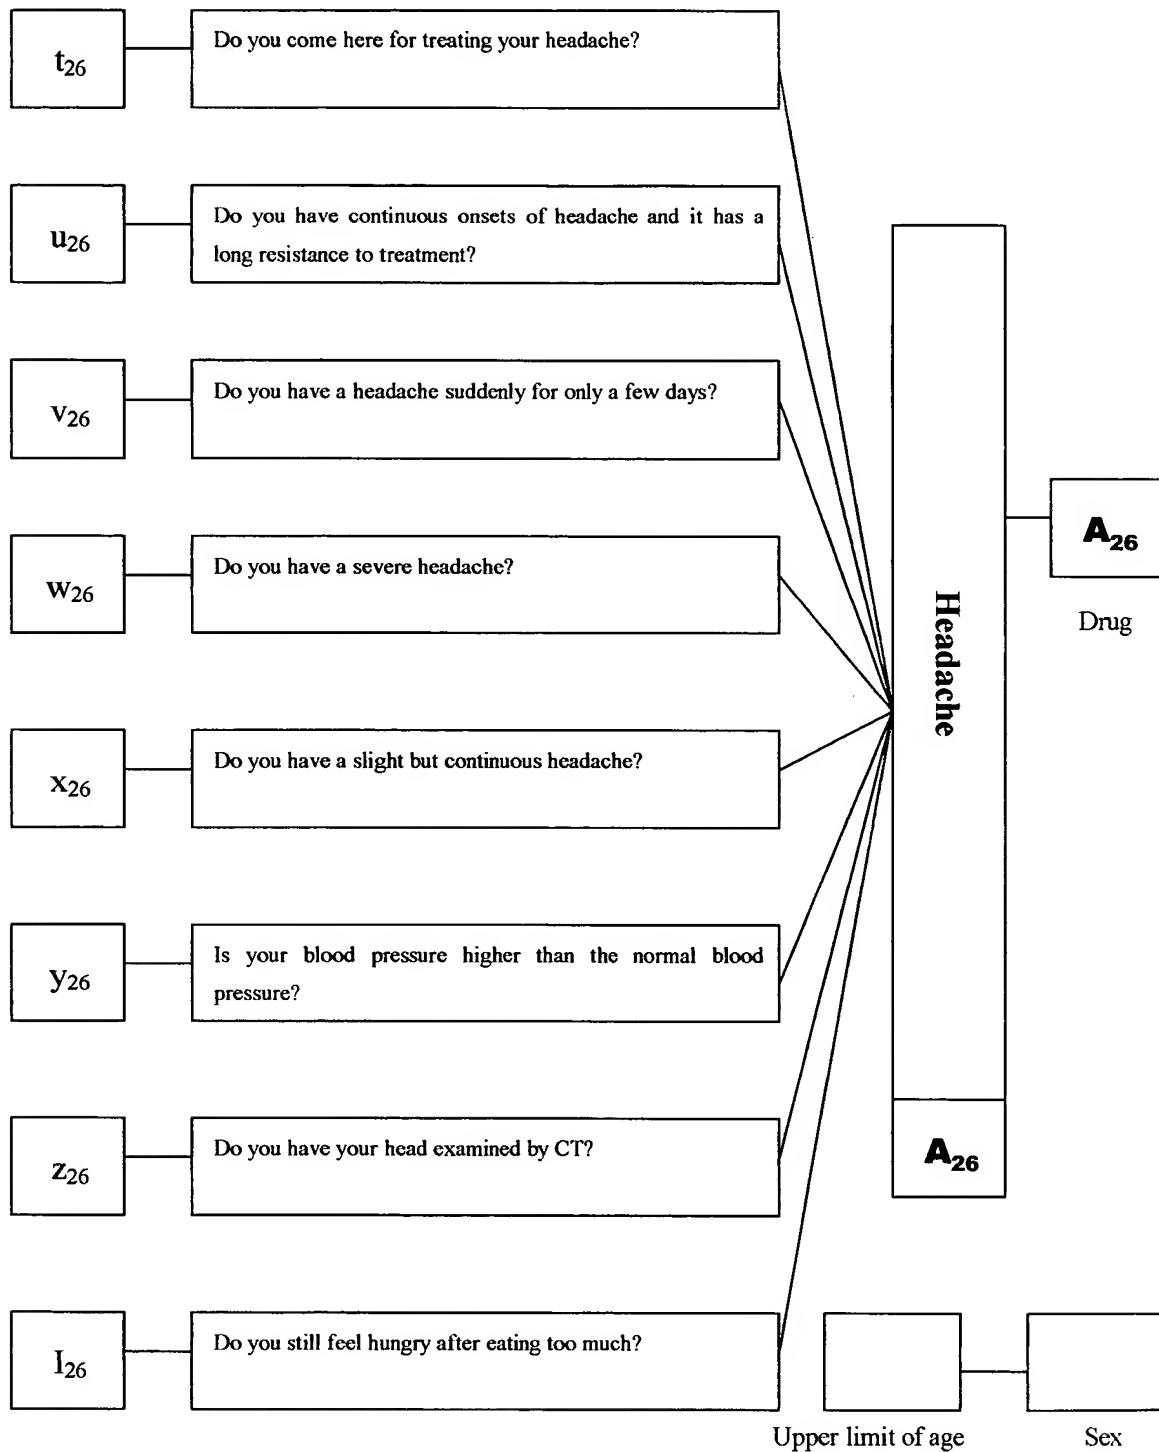 t26
Do you come here for treating your headache?
u26
Do you have continuous onsets of headache and it has a
long resistance to treatment?
v26
Do you have a headache suddenly for only a few days?
w26
Do you have a severe headache?
x26
Do you have a slight but continuous headache?
y26
Is your blood pressure higher than the normal blood
pressure?
z26
Do you have your head examined by CT?
I26
Do you still feel hungry after eating too much?
Headache
A26
A26
Drug
Upper limit of age
Sex